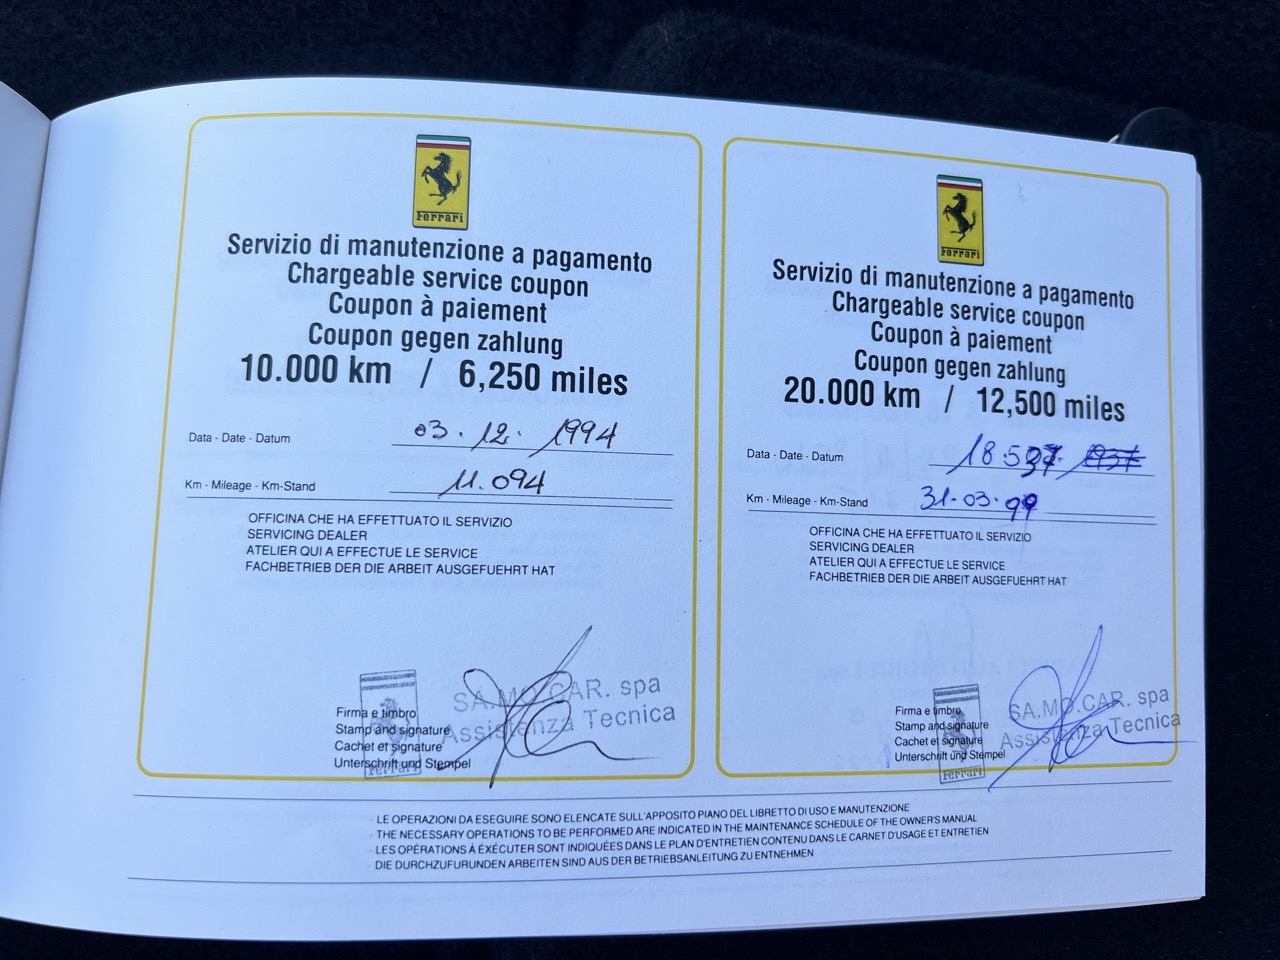 Ferrari
Servizio di manutenzione a pagamento
Chargeable service coupon
Coupon à paiement
Coupon gegen zahlung
10.000 km / 6,250 miles
Data - Date - Datum 03.12.1994
Km - Mileage - Km-Stand 11.094
OFFICINA CHE HA EFFETTUATO IL SERVIZIO
SERVICING DEALER
ATELIER QUI A EFFECTUE LE SERVICE
FACHBETRIEB DER DIE ARBEIT AUSGEFUEHRT HAT
SA.MO.CAR. spa
Assistenza Tecnica
Firma e timbro
Stamp and signature
Cachet et signature
Unterschrift und Stempel
Ferrari
Ferrari
Servizio di manutenzione a pagamento
Chargeable service coupon
Coupon à paiement
Coupon gegen zahlung
20.000 km / 12,500 miles
Data - Date - Datum
Km - Mileage - Km-Stand 31.03.99
OFFICINA CHE HA EFFETTUATO IL SERVIZIO
SERVICING DEALER
ATELIER QUI A EFFECTUE LE SERVICE
FACHBETRIEB DER DIE ARBEIT AUSGEFUEHRT HAT
SA.MO.CAR. spa
Assistenza Tecnica
Firma e timbro
Stamp and signature
Cachet et signature
Unterschrift und Stempel
Ferrari
· LE OPERAZIONI DA ESEGUIRE SONO ELENCATE SULL'APPOSITO PIANO DEL LIBRETTO DI USO E MANUTENZIONE
· THE NECESSARY OPERATIONS TO BE PERFORMED ARE INDICATED IN THE MAINTENANCE SCHEDULE OF THE OWNER'S MANUAL
· LES OPÉRATIONS À ÉXÉCUTER SONT INDIQUÉES DANS LE PLAN D'ENTRETIEN CONTENU DANS LE CARNET D'USAGE ET ENTRETIEN
· DIE DURCHZUFURUNDEN ARBEITEN SIND AUS DER BETRIEBSANLEITUNG ZU ENTNEHMEN